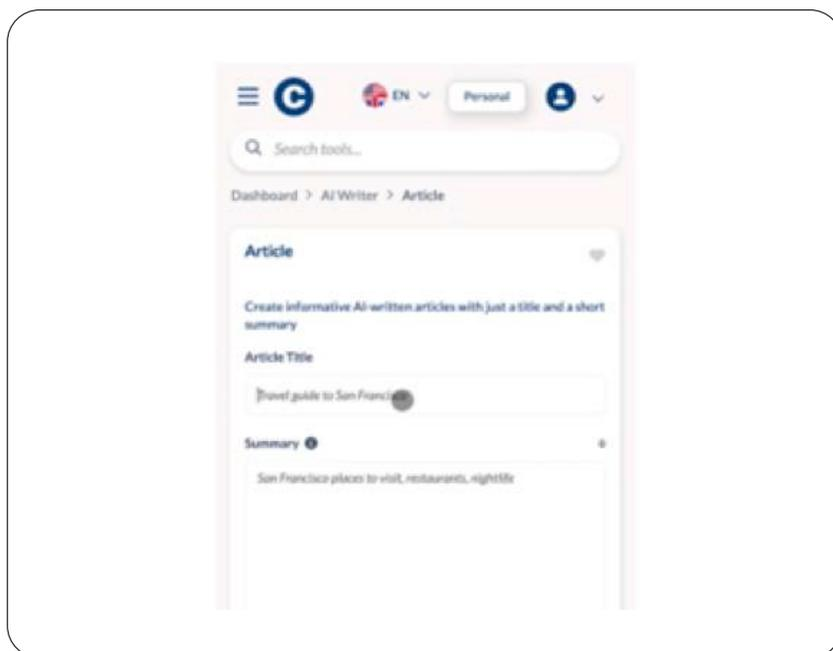 C EN Personal
Search tools...
Dashboard > AI Writer > Article
Article
Create informative AI-written articles with just a title and a short
summary
Article Title
Travel guide to San Francisco
Summary
0
San Francisco places to visit, restaurants, nightlife